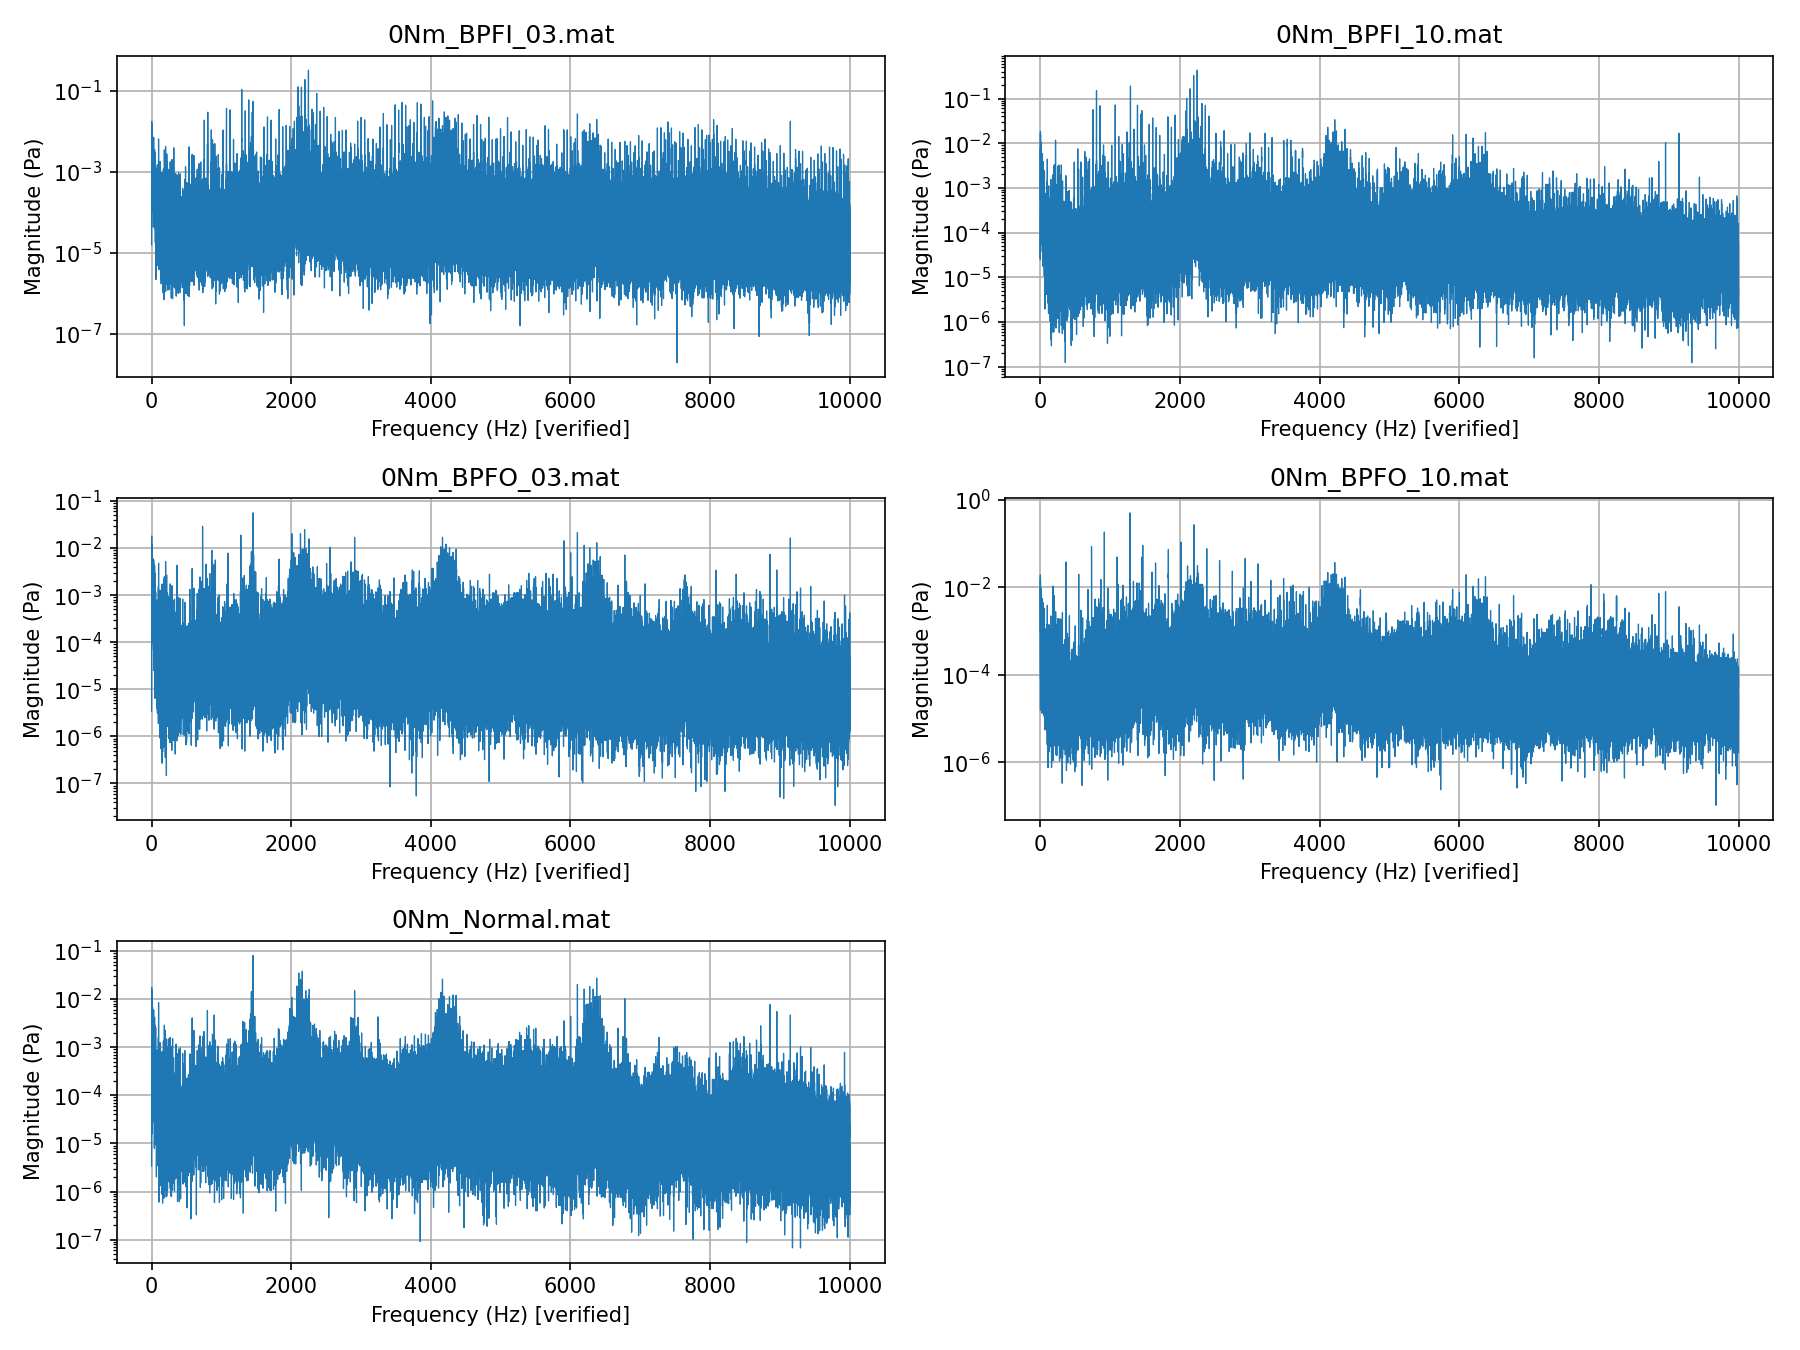 0Nm_BPFI_03.mat
Magnitude (Pa)
10⁻¹
10⁻³
10⁻⁵
10⁻⁷
0 2000 4000 6000 8000 10000
Frequency (Hz) [verified]
0Nm_BPFI_10.mat
Magnitude (Pa)
10⁻¹
10⁻²
10⁻³
10⁻⁴
10⁻⁵
10⁻⁶
10⁻⁷
0 2000 4000 6000 8000 10000
Frequency (Hz) [verified]
0Nm_BPFO_03.mat
Magnitude (Pa)
10⁻¹
10⁻²
10⁻³
10⁻⁴
10⁻⁵
10⁻⁶
10⁻⁷
0 2000 4000 6000 8000 10000
Frequency (Hz) [verified]
0Nm_BPFO_10.mat
Magnitude (Pa)
10⁰
10⁻²
10⁻⁴
10⁻⁶
0 2000 4000 6000 8000 10000
Frequency (Hz) [verified]
0Nm_Normal.mat
Magnitude (Pa)
10⁻¹
10⁻²
10⁻³
10⁻⁴
10⁻⁵
10⁻⁶
10⁻⁷
0 2000 4000 6000 8000 10000
Frequency (Hz) [verified]